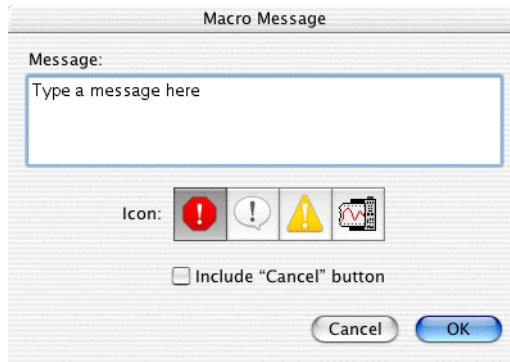 Macro Message
Message:
Type a message here
Icon:
Include “Cancel” button
Cancel OK